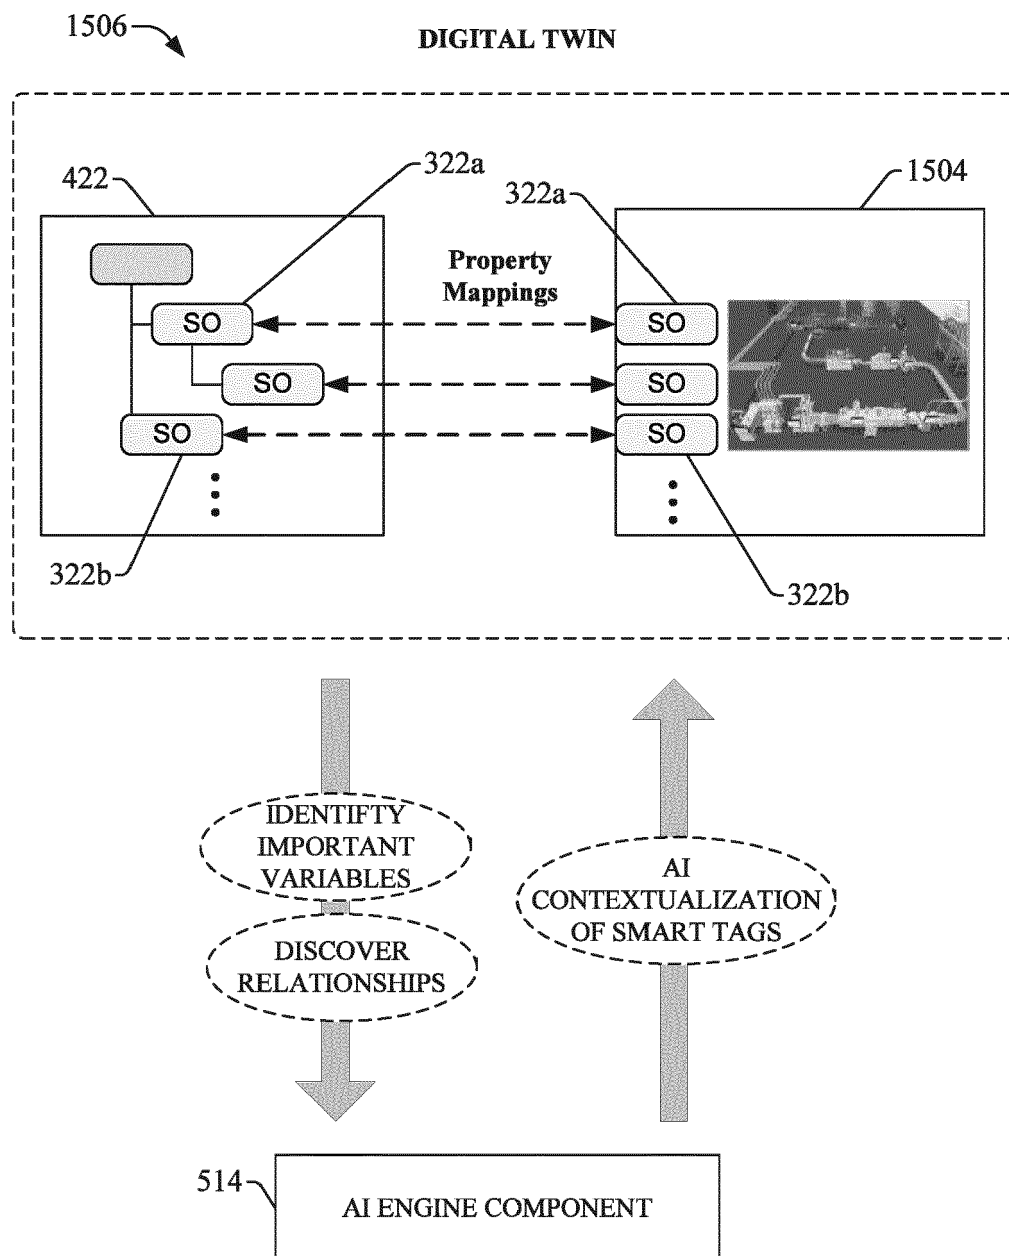 1506
DIGITAL TWIN
322a
422
322a
1504
Property
Mappings
SO
SO
SO
SO
SO
SO
322b
322b
IDENTIFTY
IMPORTANT
VARIABLES
AI
CONTEXTUALIZATION
OF SMART TAGS
DISCOVER
RELATIONSHIPS
514
AI ENGINE COMPONENT